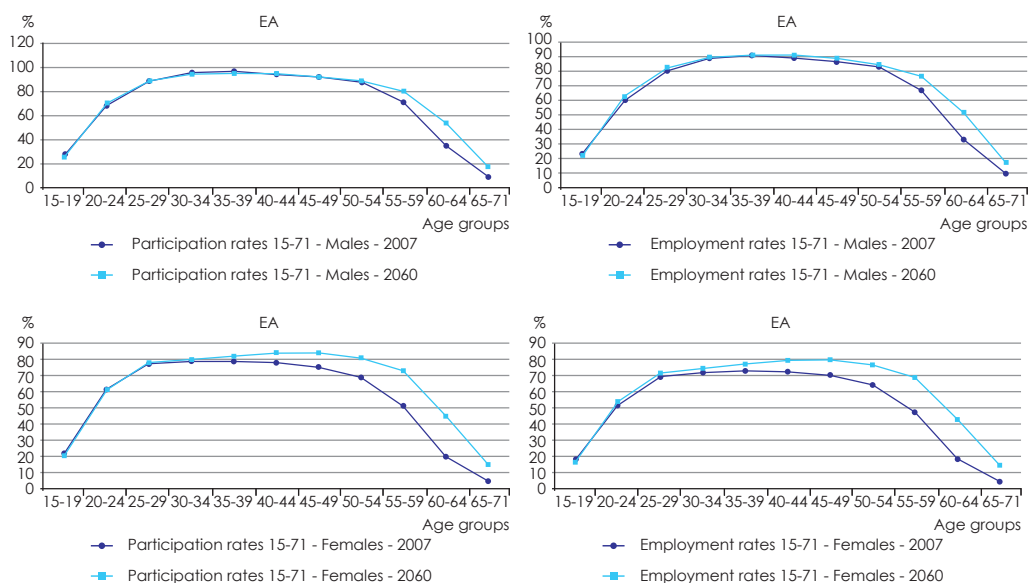 %
EA
120
100
80
60
40
20
0
15-19 20-24 25-29 30-34 35-39 40-44 45-49 50-54 55-59 60-64 65-71
Age groups
Participation rates 15-71 - Males - 2007
Participation rates 15-71 - Males - 2060
%
EA
100
90
80
70
60
50
40
30
20
10
0
15-19 20-24 25-29 30-34 35-39 40-44 45-49 50-54 55-59 60-64 65-71
Age groups
Employment rates 15-71 - Males - 2007
Employment rates 15-71 - Males - 2060
%
EA
90
80
70
60
50
40
30
20
10
0
15-19 20-24 25-29 30-34 35-39 40-44 45-49 50-54 55-59 60-64 65-71
Age groups
Participation rates 15-71 - Females - 2007
Participation rates 15-71 - Females - 2060
%
EA
90
80
70
60
50
40
30
20
10
0
15-19 20-24 25-29 30-34 35-39 40-44 45-49 50-54 55-59 60-64 65-71
Age groups
Employment rates 15-71 - Females - 2007
Employment rates 15-71 - Females - 2060